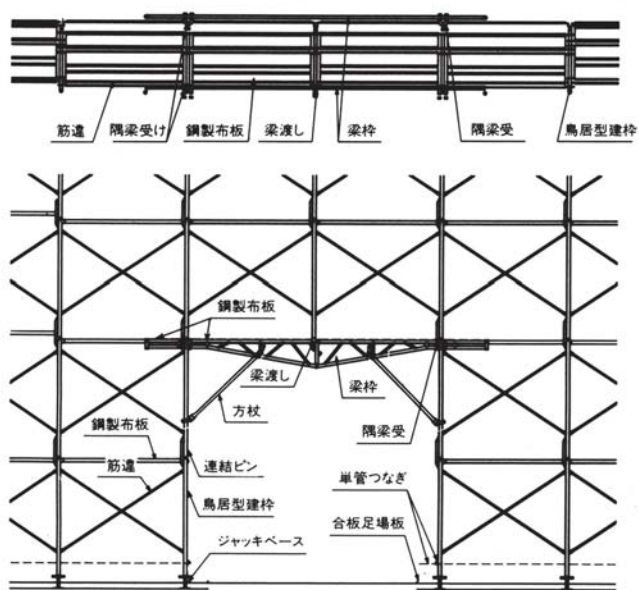 筋違
隅梁受け
鋼製布板
梁渡し
梁枠
隅梁受
鳥居型建枠
鋼製布板
梁渡し
梁枠
方杖
隅梁受
鋼製布板
筋違
連結ピン
単管つなぎ
鳥居型建枠
合板足場板
ジャッキベース